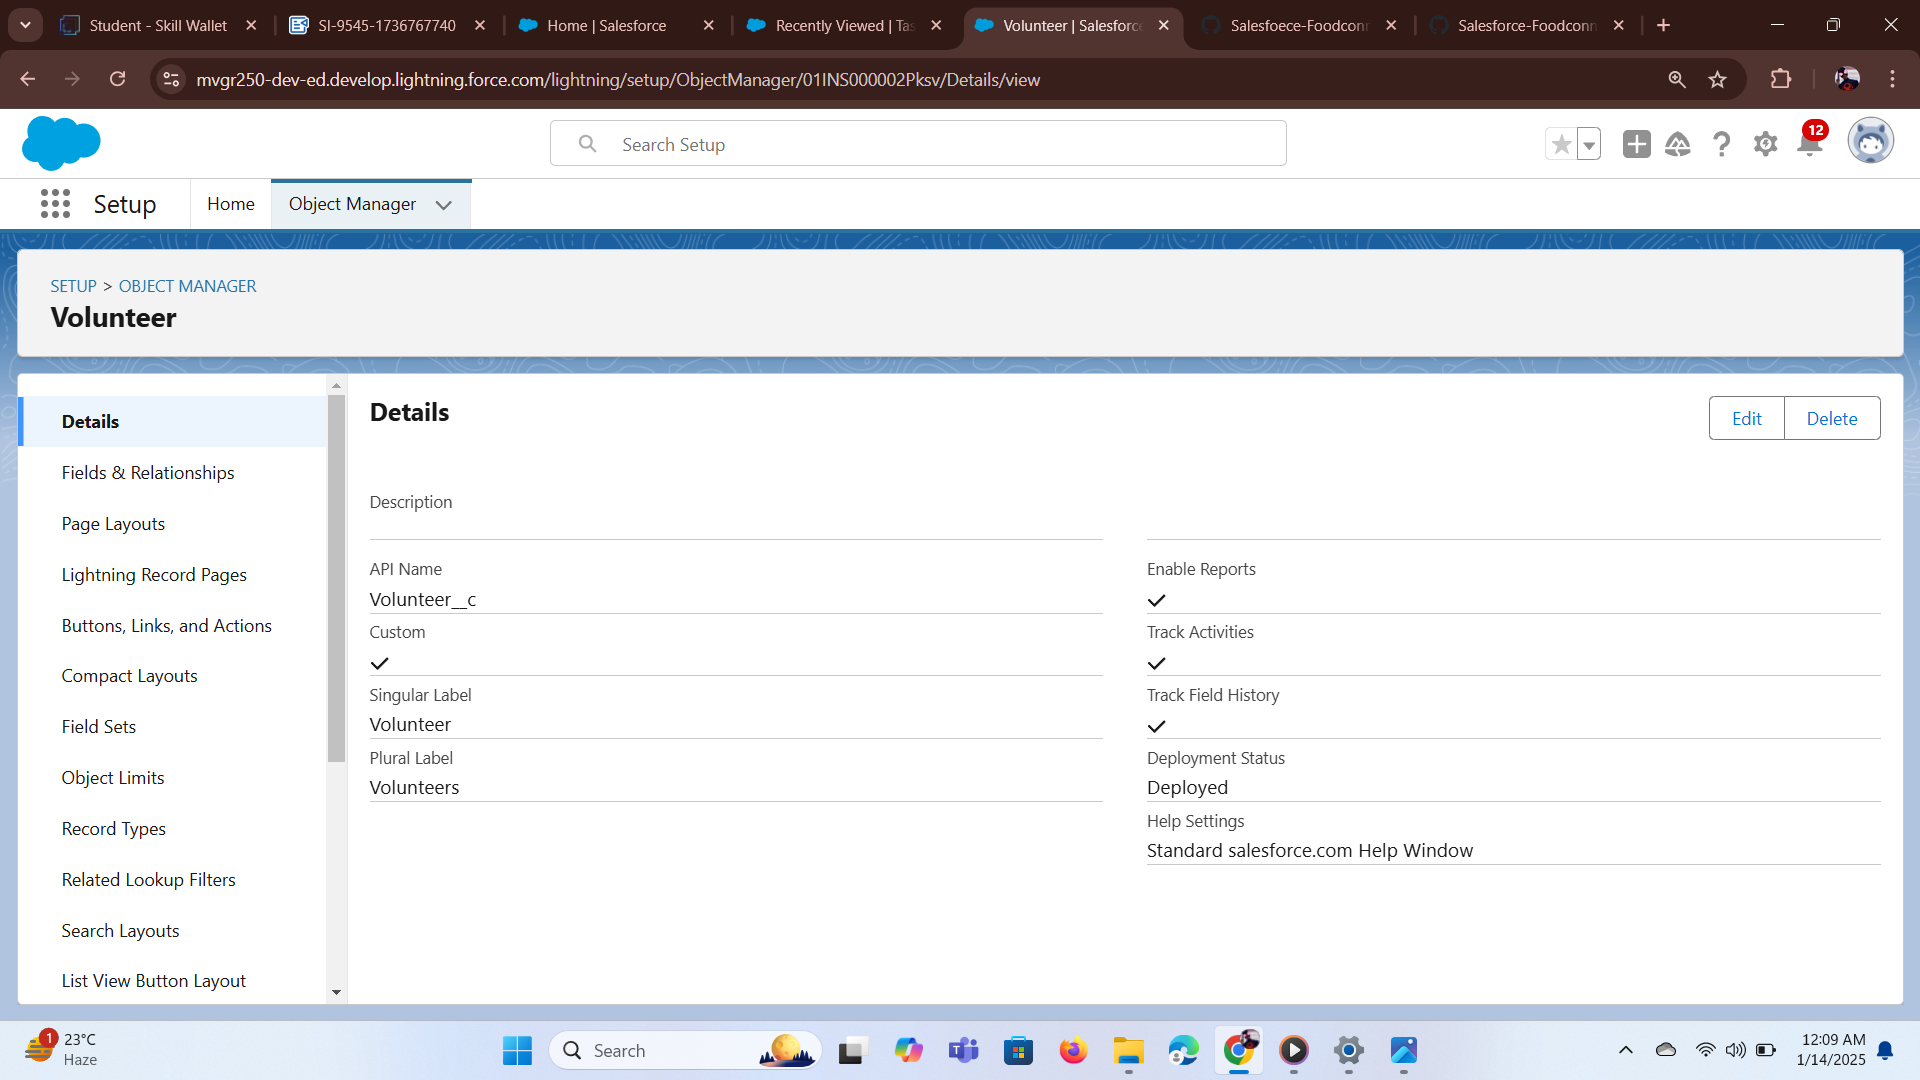 Student - Skill Wallet
SI-9545-1736767740
Home | Salesforce
Recently Viewed | Tas
Volunteer | Salesforce
Salesfoece-Foodconn
Salesforce-Foodconn
mvgr250-dev-ed.develop.lightning.force.com/lightning/setup/ObjectManager/01INS000002Pksv/Details/view
Search Setup
12
Setup
Home
Object Manager
SETUP > OBJECT MANAGER
Volunteer
Details
Fields & Relationships
Page Layouts
Lightning Record Pages
Buttons, Links, and Actions
Compact Layouts
Field Sets
Object Limits
Record Types
Related Lookup Filters
Search Layouts
List View Button Layout
Details
Edit
Delete
Description
API Name
Volunteer__c
Custom
Singular Label
Volunteer
Plural Label
Volunteers
Enable Reports
Track Activities
Track Field History
Deployment Status
Deployed
Help Settings
Standard salesforce.com Help Window
1
23°C
Haze
Search
12:09 AM
1/14/2025